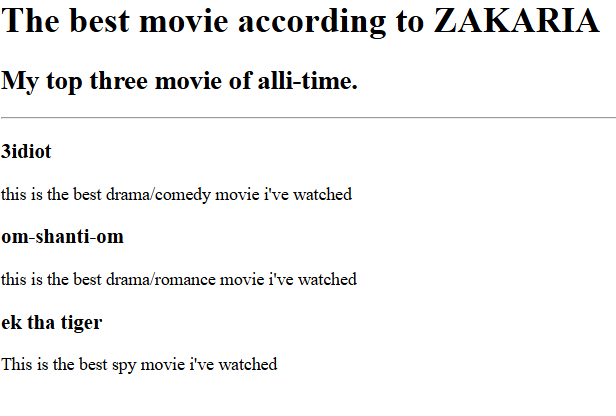 The best movie according to ZAKARIA
My top three movie of alli-time.
3idiot
this is the best drama/comedy movie i've watched
om-shanti-om
this is the best drama/romance movie i've watched
ek tha tiger
This is the best spy movie i've watched